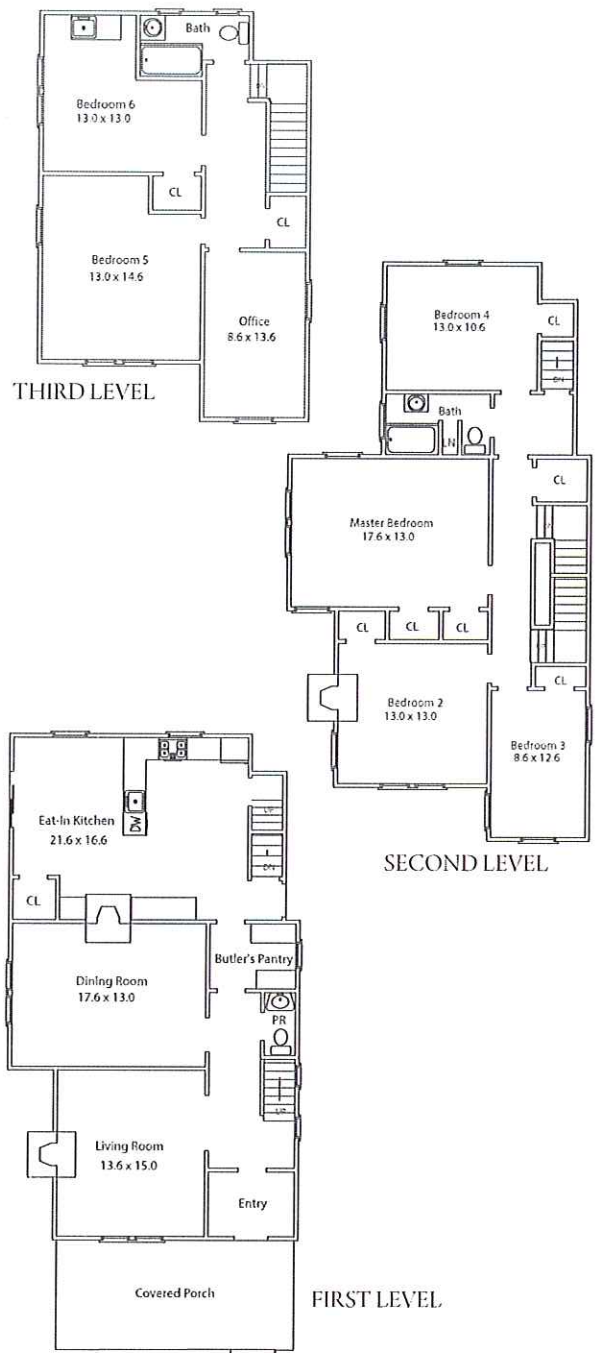 Bath
Bedroom 6
13.0 x 13.0
CL
CL
Bedroom 5
13.0 x 14.6
Office
8.6 x 13.6
THIRD LEVEL
Bedroom 4
13.0 x 10.6
CL
DN
Bath
LN
CL
Master Bedroom
17.6 x 13.0
CL
CL
CL
CL
Bedroom 2
13.0 x 13.0
Bedroom 3
8.6 x 12.6
SECOND LEVEL
Eat-In Kitchen
21.6 x 16.6
DW
UP
DN
CL
Butler's Pantry
Dining Room
17.6 x 13.0
PR
UP
Living Room
13.6 x 15.0
Entry
Covered Porch
FIRST LEVEL